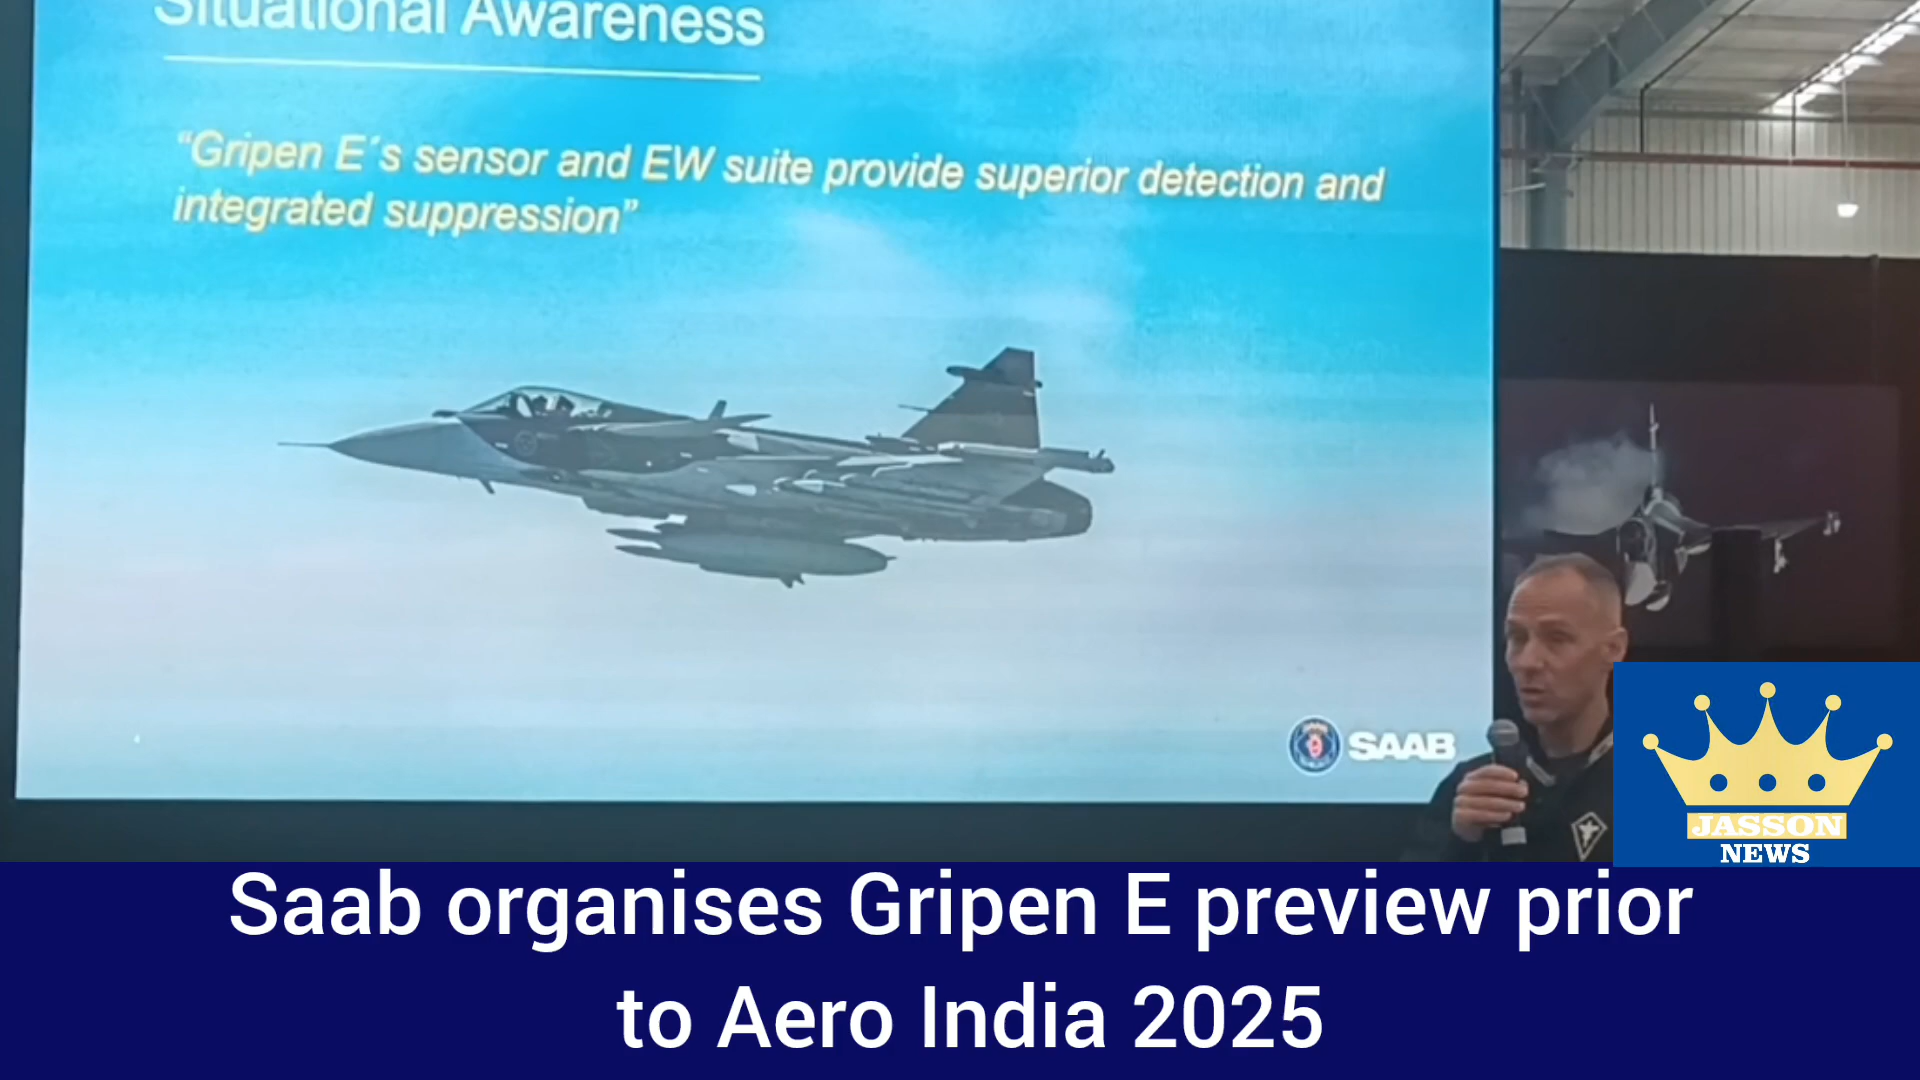 Situational Awareness
“Gripen E´s sensor and EW suite provide superior detection and
integrated suppression”
SAAB
JASSON
NEWS
Saab organises Gripen E preview prior
to Aero India 2025